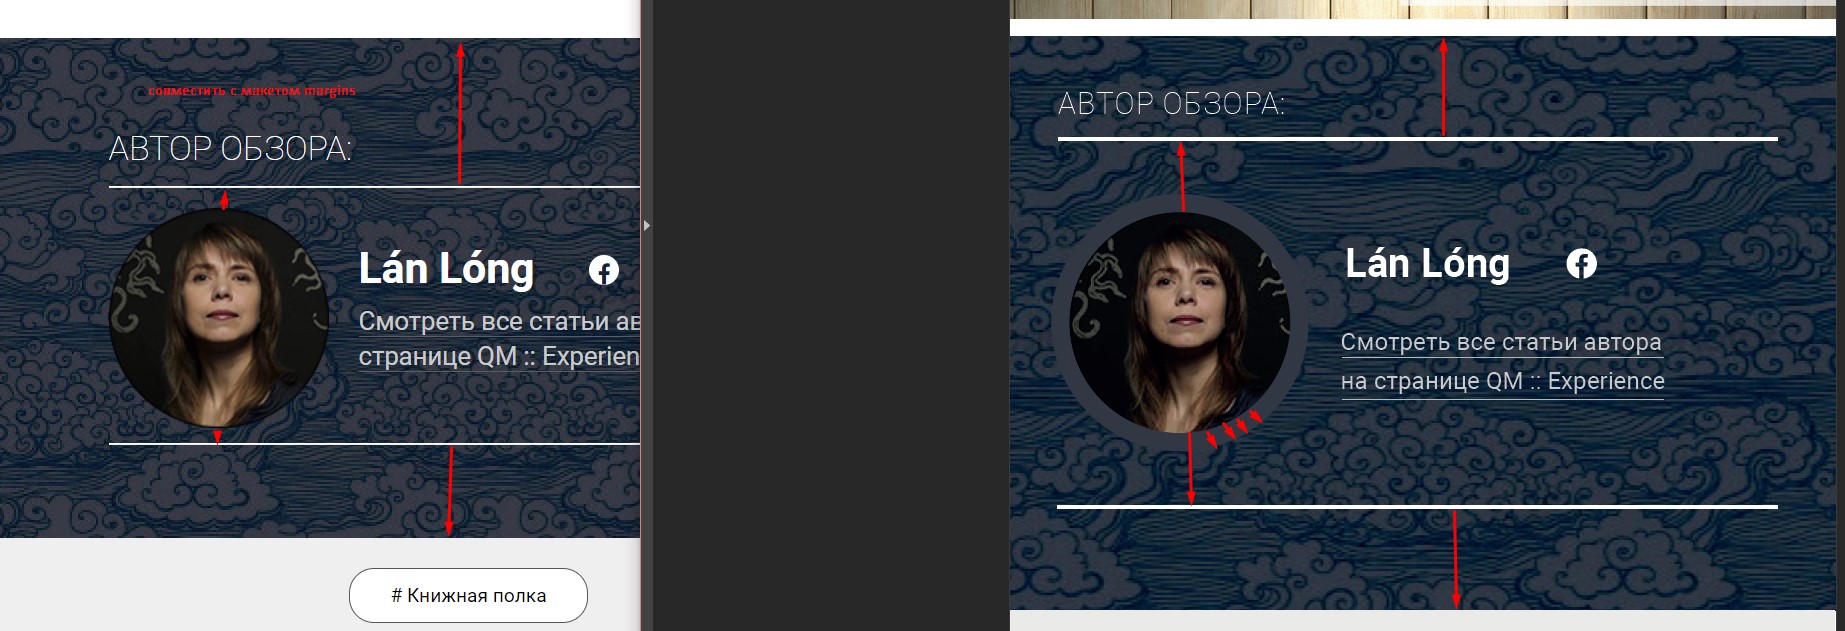 совместить с макетом margins
АВТОР ОБЗОРА:
Lán Lóng
Смотреть все статьи ав
странице QM :: Experien
# Книжная полка
АВТОР ОБЗОРА:
Lán Lóng
Смотреть все статьи автора
на странице QM :: Experience